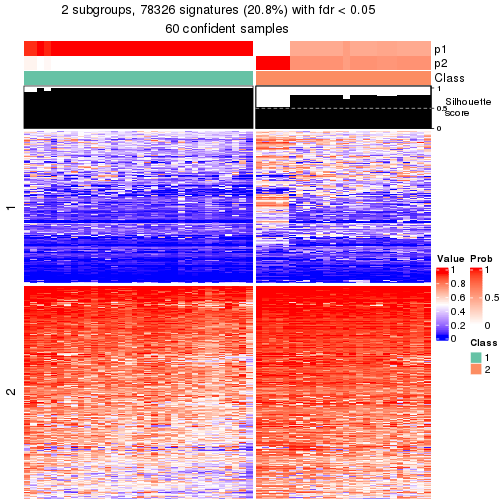 2 subgroups, 78326 signatures (20.8%) with fdr < 0.05
60 confident samples
p1
p2
Class
1
0.5
0
Silhouette
score
1
2
Value
1
0.8
0.6
0.4
0.2
0
Prob
1
0.5
0
Class
1
2